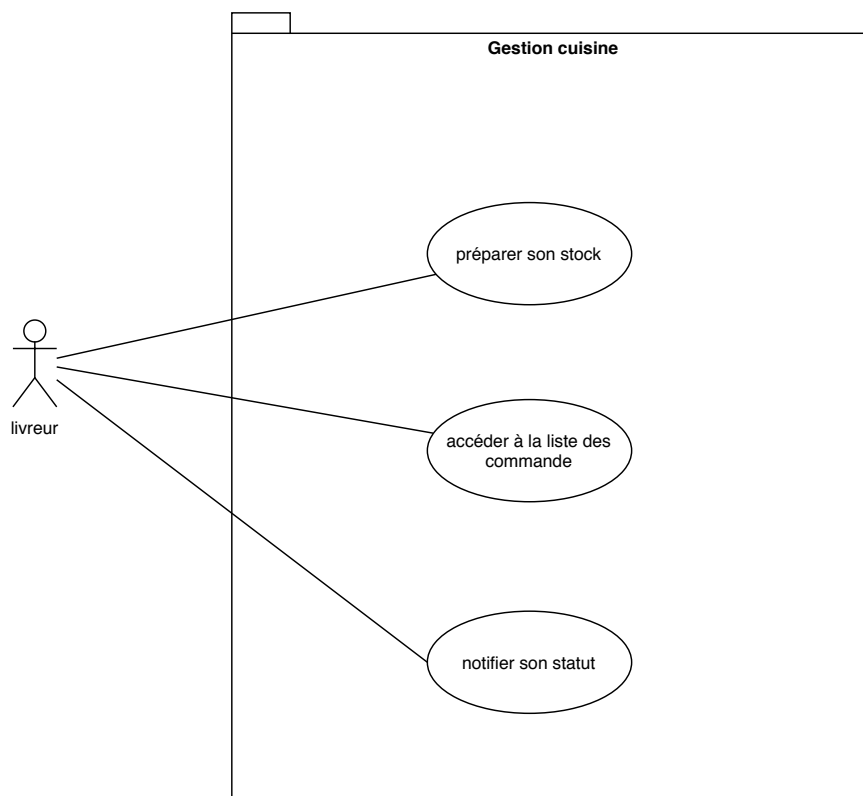 Gestion cuisine
préparer son stock
livreur
accéder à la liste des
commande
notifier son statut